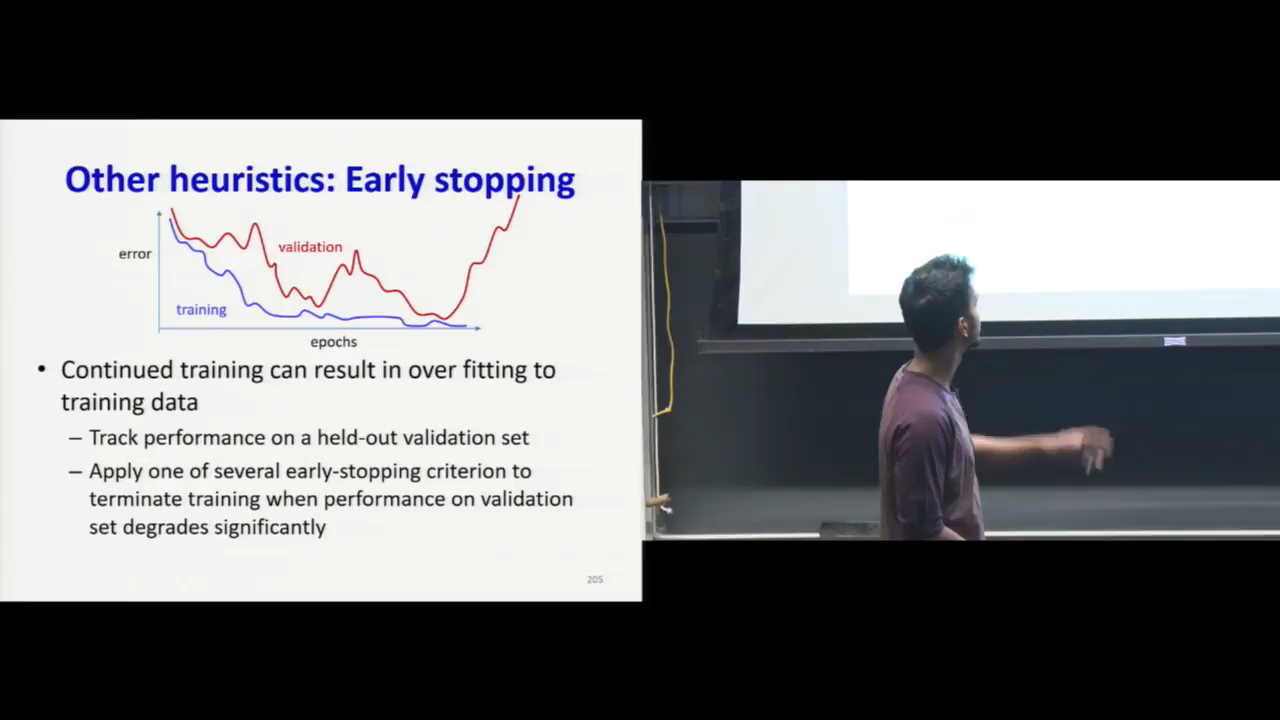 Other heuristics: Early stopping
error
validation
training
epochs
• Continued training can result in over fitting to
training data
– Track performance on a held-out validation set
– Apply one of several early-stopping criterion to
terminate training when performance on validation
set degrades significantly
205